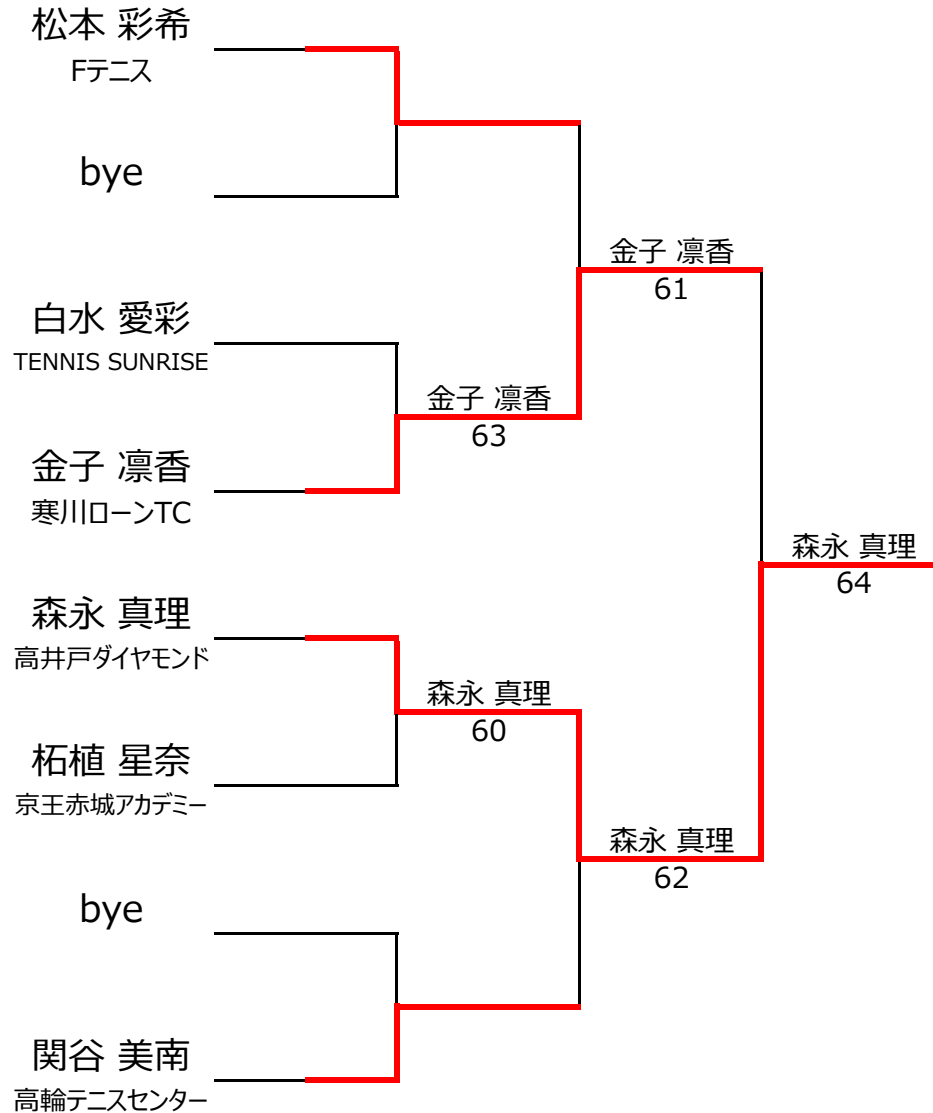 松本 彩希
Fテニス
bye
白水 愛彩
TENNIS SUNRISE
金子 凛香
寒川ローンTC
森永 真理
高井戸ダイヤモンド
柘植 星奈
京王赤城アカデミー
bye
関谷 美南
高輪テニスセンター
金子 凛香
63
森永 真理
60
金子 凛香
61
森永 真理
62
森永 真理
64